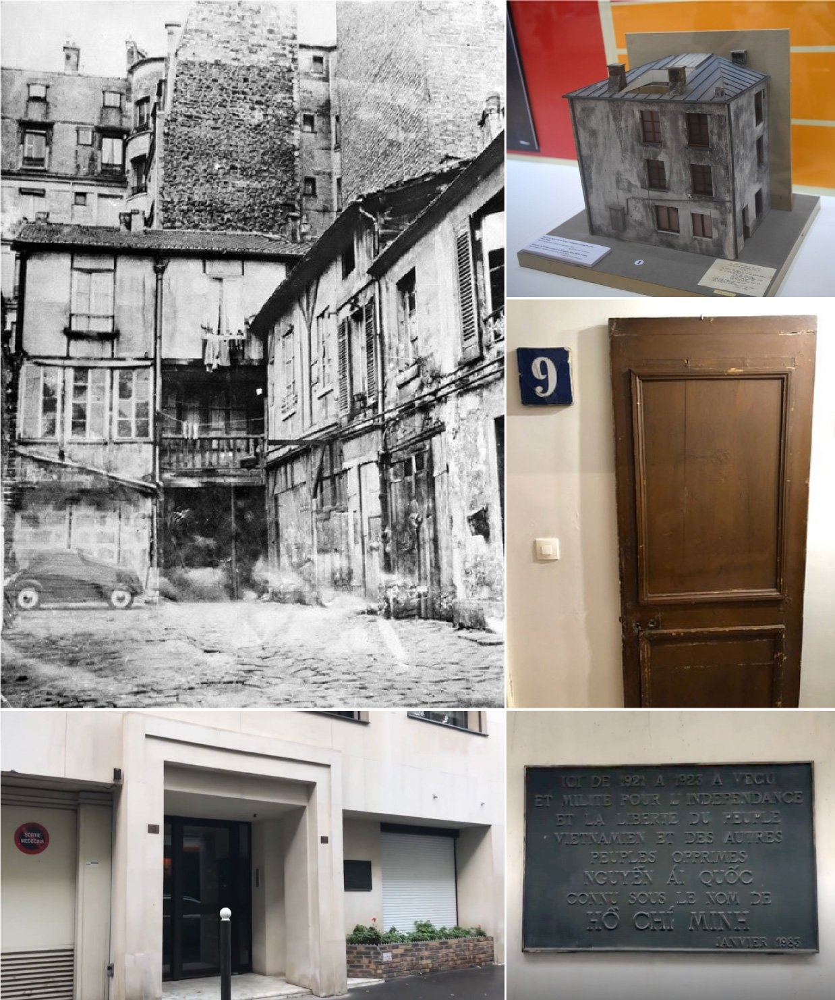 9
SORTIE
MEDECINS
ICI DE 1921 A 1923 A VECU
ET MILITE POUR L'INDEPENDANCE
ET LA LIBERTE DU PEUPLE
VIETNAMIEN ET DES AUTRES
PEUPLES OPPRIMES
NGUYỄN ÁI QUỐC
CONNU SOUS LE NOM DE
HỒ CHÍ MINH
JANVIER 1983